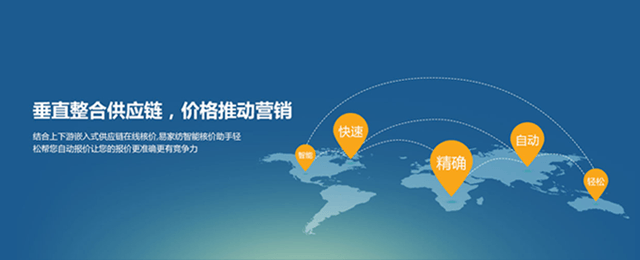 垂直整合供应链，价格推动营销
结合上下游嵌入式供应链在线核价,易家纺智能核价助手轻
松帮您自动报价让您的报价更准确更有竞争力
智能
快速
精确
自动
轻松